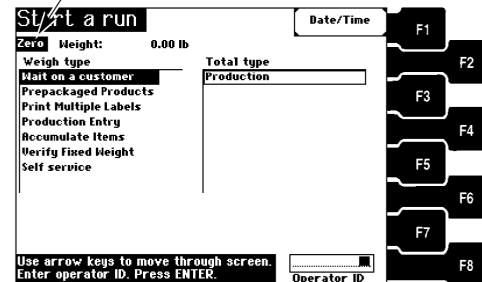 Start a run
Date/Time
F1
Zero Weight: 0.00 lb
F2
Weigh type Total type
Wait on a customer Production
Prepackaged Products
F3
Print Multiple Labels
Production Entry
F4
Accumulate Items
Verify Fixed Weight
Self service
F5
F6
F7
Use arrow keys to move through screen.
Enter operator ID. Press ENTER.
Operator ID
F8